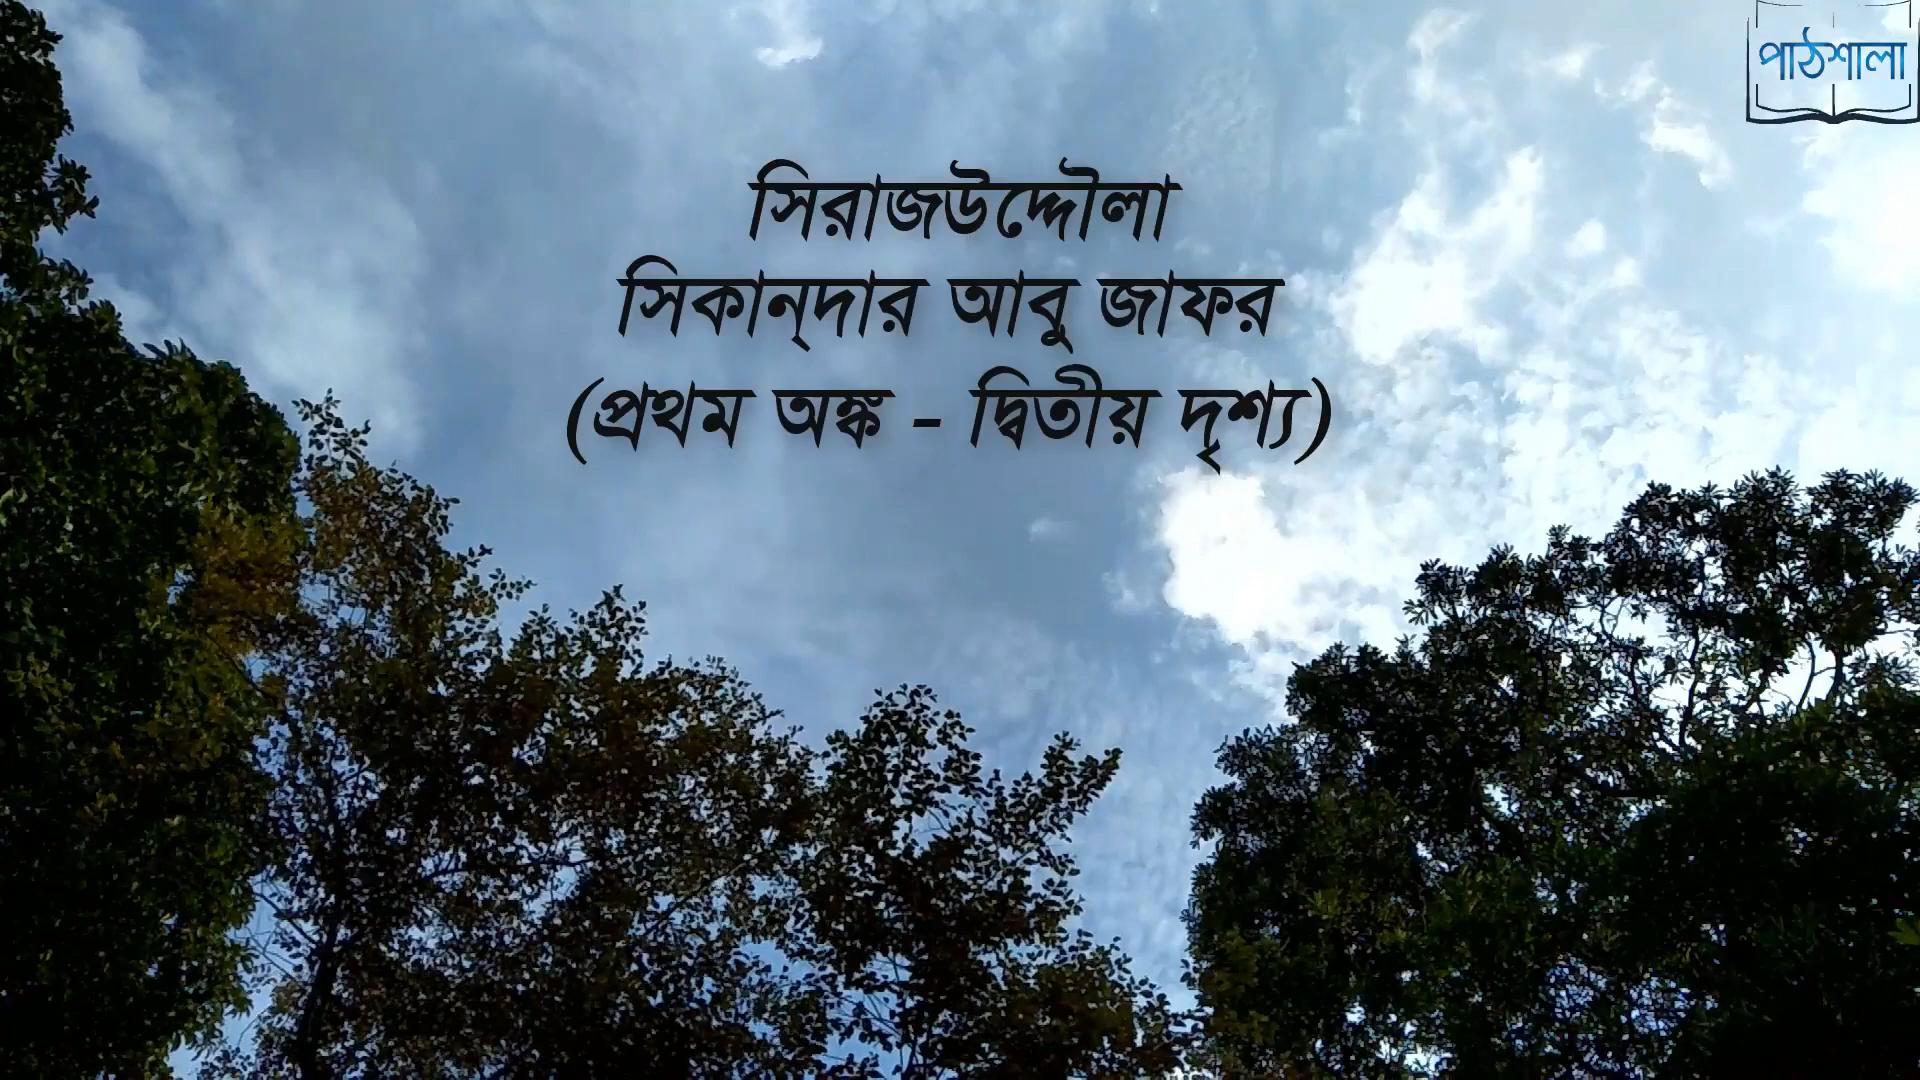 পাঠশালা
সিরাজউদ্দৌলা
সিকান্‌দার আবু জাফর
(প্রথম অঙ্ক - দ্বিতীয় দৃশ্য)